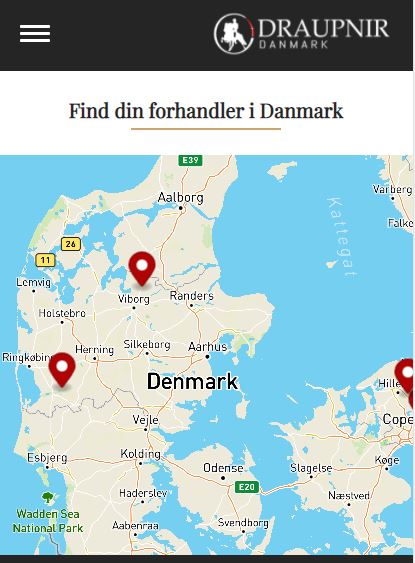 DRAUPNIR
DANMARK
Find din forhandler i Danmark
E39
Aalborg
Varberg
Falke
Kattegat
26
11
Lemvig
Viborg
Randers
Holstebro
Silkeborg
Aarhus
Herning
Ringkøbing
Denmark
Hille
Cope
Vejle
Esbjerg
Kolding
Odense
Slagelse
Køge
E20
Haderslev
Næstved
Wadden Sea
National Park
Aabenraa
Svendborg